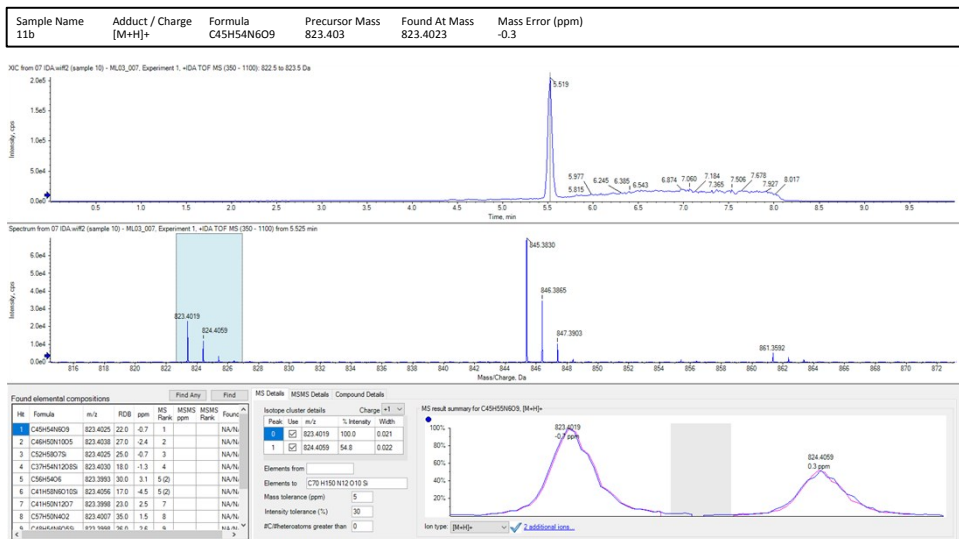 Sample Name Adduct / Charge Formula Precursor Mass Found At Mass Mass Error (ppm)
11b [M+H]+ C45H54N6O9 823.403 823.4023 -0.3
XIC from 07 IDA.wiff2 (sample 10) - ML03_007, Experiment 1, +IDA TOF MS (350 - 1100): 822.5 to 823.5 Da
Intensity, cps
2.0e5
1.5e5
1.0e5
5.0e4
0.0e0
5.519
5.815
5.977
6.245
6.385
6.543
6.874
7.060
7.184
7.365
7.506
7.678
7.927
8.017
0.5 1.0 1.5 2.0 2.5 3.0 3.5 4.0 4.5 5.0 5.5 6.0 6.5 7.0 7.5 8.0 8.5 9.0 9.5
Time, min
Spectrum from 07 IDA.wiff2 (sample 10) - ML03_007, Experiment 1, +IDA TOF MS (350 - 1100) from 5.525 min
Intensity, cps
6.0e4
5.0e4
4.0e4
3.0e4
2.0e4
1.0e4
0.0e0
823.4019
824.4059
845.3830
846.3865
847.3903
861.3592
816 818 820 822 824 826 828 830 832 834 836 838 840 842 844 846 848 850 852 854 856 858 860 862 864 866 868 870 872
Mass/Charge, Da
Found elemental compositions
Find Any Find
Hit Formula m/z RDB ppm MS Rank MSMS ppm MSMS Rank Found
1 C45H54N6O9 823.4025 22.0 -0.7 1 NA/N
2 C46H50N10O5 823.4038 27.0 -2.4 2 NA/N
3 C52H58O7Si 823.4025 25.0 -0.7 3 NA/N
4 C37H54N12O8Si 823.4030 18.0 -1.3 4 NA/N
5 C56H54O6 823.3993 30.0 3.1 5 (2) NA/N
6 C41H58N6O10Si 823.4056 17.0 -4.5 5 (2) NA/N
7 C41H50N12O7 823.3998 23.0 2.5 7 NA/N
8 C57H50N4O2 823.4007 35.0 1.5 8 NA/N
MS Details MSMS Details Compound Details
Isotope cluster details Charge +1
Peak Use m/z % Intensity Width
0 823.4019 100.0 0.021
1 824.4059 54.8 0.022
Elements from
Elements to C70 H150 N12 O10 Si
Mass tolerance (ppm) 5
Intensity tolerance (%) 30
#C/#heteroatoms greater than 0
MS result summary for C45H55N6O9, [M+H]+
100%
80%
60%
40%
20%
823.4019
-0.7 ppm
824.4059
0.3 ppm
Ion type: [M+H]+ 2 additional ions...